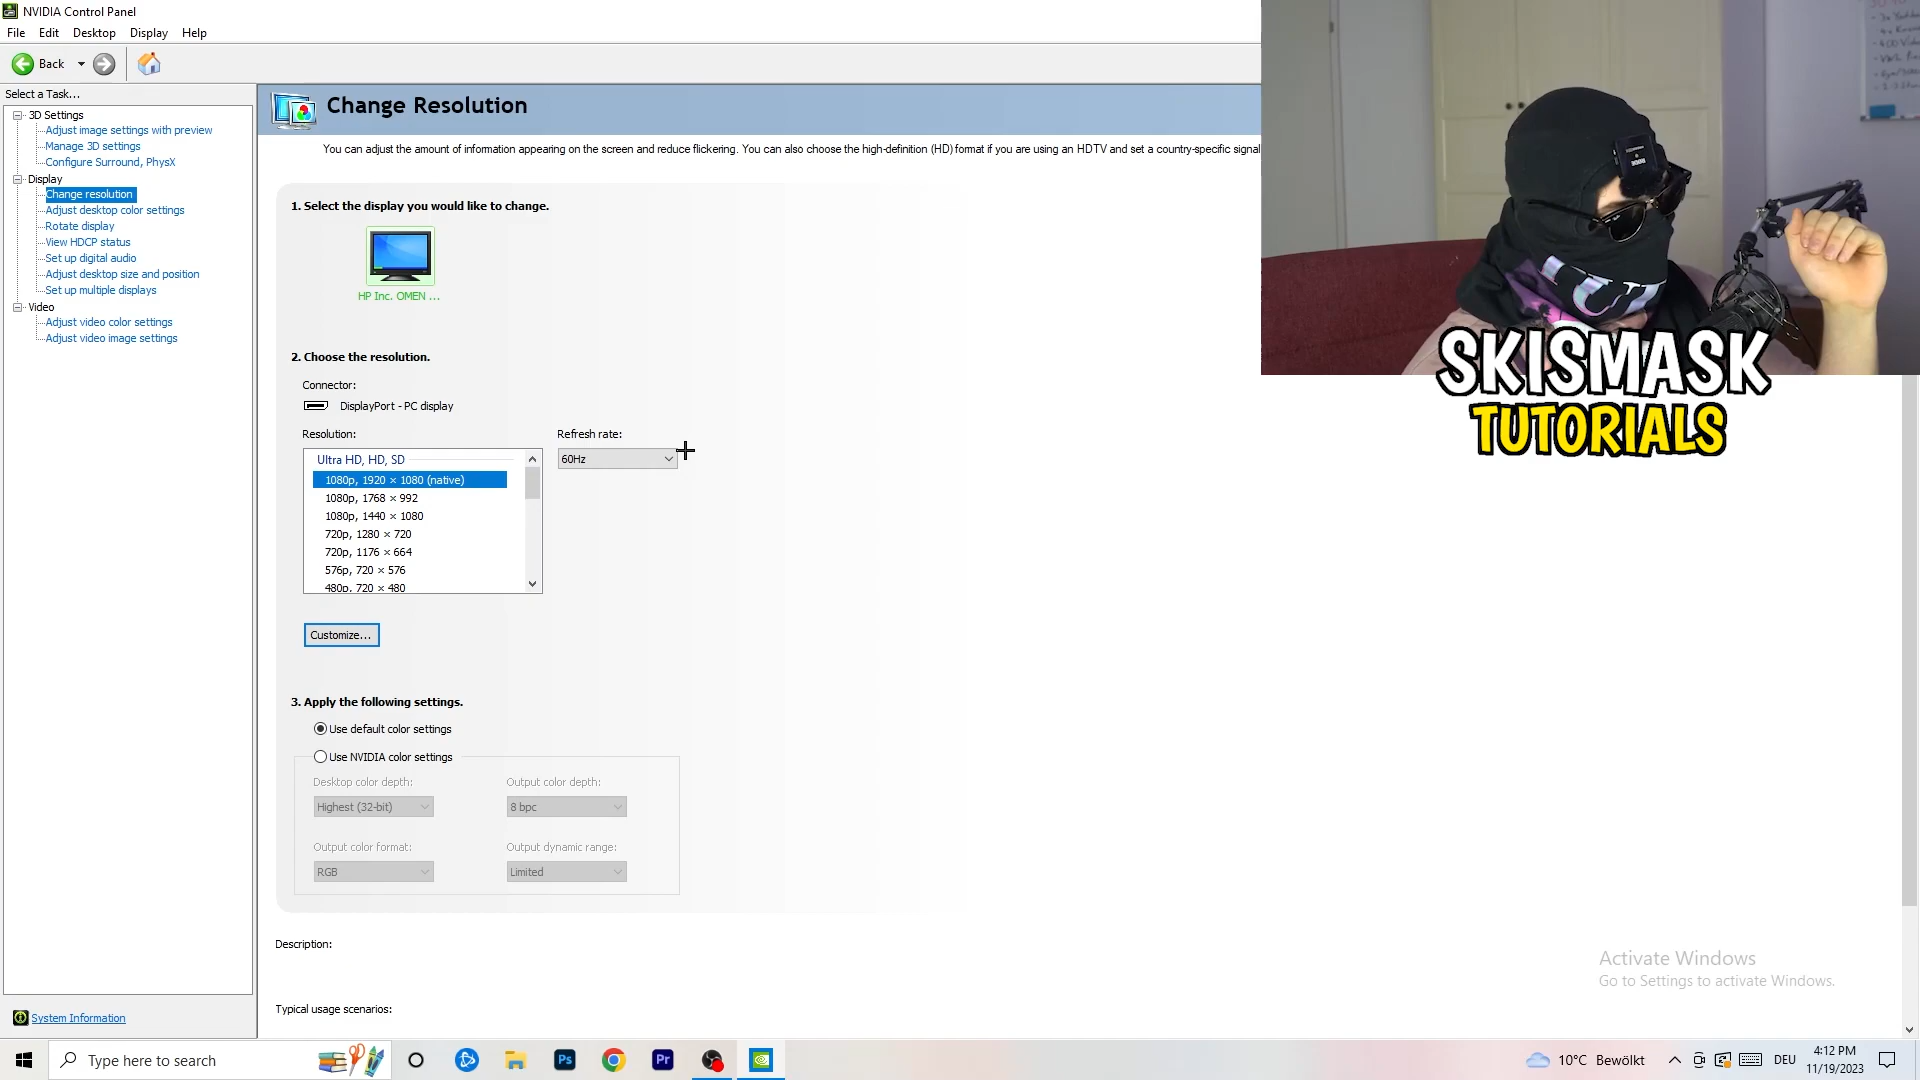 NVIDIA Control Panel
File Edit Desktop Display Help
Back
Select a Task...
3D Settings
Adjust image settings with preview
Manage 3D settings
Configure Surround, PhysX
Display
Change resolution
Adjust desktop color settings
Rotate display
View HDCP status
Set up digital audio
Adjust desktop size and position
Set up multiple displays
Video
Adjust video color settings
Adjust video image settings
System Information
Change Resolution
You can adjust the amount of information appearing on the screen and reduce flickering. You can also choose the high-definition (HD) format if you are using an HDTV and set a country-specific signal
1. Select the display you would like to change.
HP Inc. OMEN ...
2. Choose the resolution.
Connector:
DisplayPort - PC display
Resolution:
Refresh rate:
Ultra HD, HD, SD
60Hz
1080p, 1920 × 1080 (native)
1080p, 1768 × 992
1080p, 1440 × 1080
720p, 1280 × 720
720p, 1176 × 664
576p, 720 × 576
480p, 720 × 480
Customize...
3. Apply the following settings.
Use default color settings
Use NVIDIA color settings
Desktop color depth:
Output color depth:
Highest (32-bit)
8 bpc
Output color format:
Output dynamic range:
RGB
Limited
Description:
Typical usage scenarios:
SKISMASK
TUTORIALS
Activate Windows
Go to Settings to activate Windows.
Type here to search
Ps
Pr
10°C Bewölkt
DEU
4:12 PM
11/19/2023